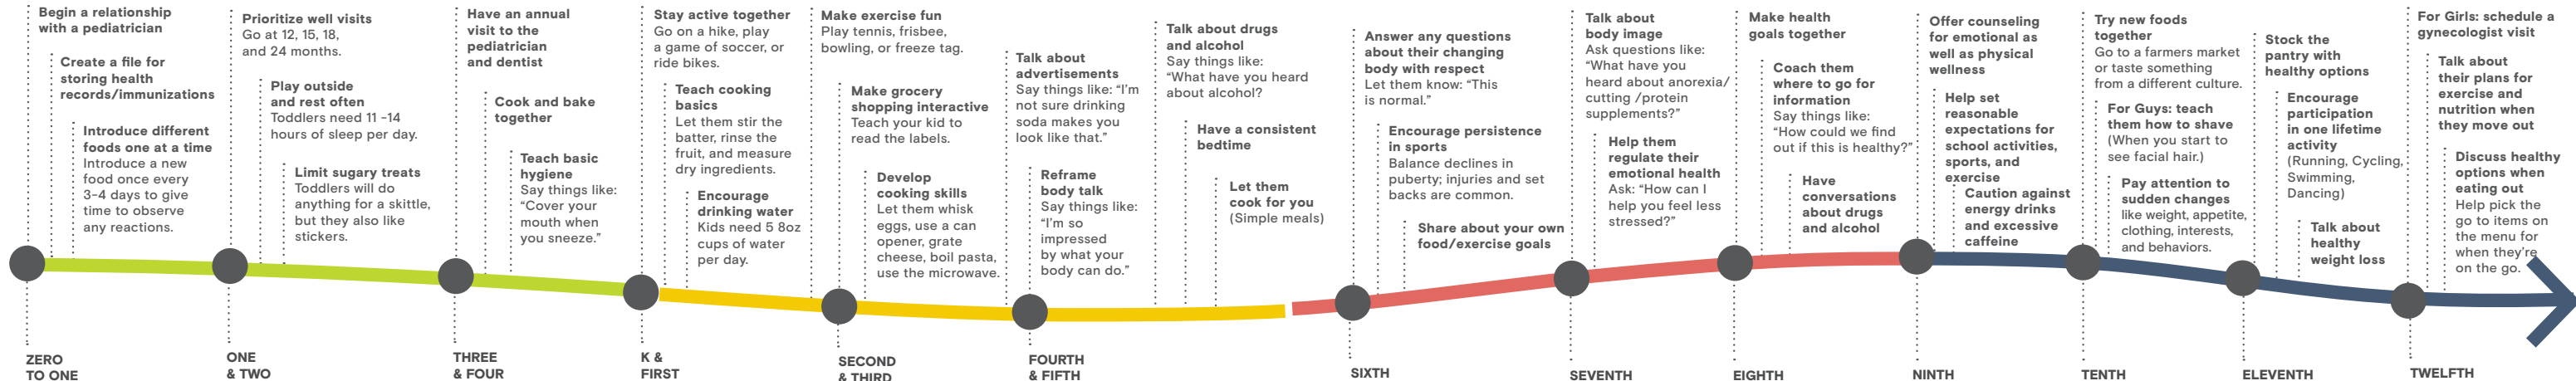 Begin a relationship
with a pediatrician
Create a file for
storing health
records/immunizations
Introduce different
foods one at a time
Introduce a new
food once every
3-4 days to give
time to observe
any reactions.
ZERO
TO ONE
Prioritize well visits
Go at 12, 15, 18,
and 24 months.
Play outside
and rest often
Toddlers need 11 -14
hours of sleep per day.
Limit sugary treats
Toddlers will do
anything for a skittle,
but they also like
stickers.
ONE
& TWO
Have an annual
visit to the
pediatrician
and dentist
Cook and bake
together
Teach basic
hygiene
Say things like:
“Cover your
mouth when
you sneeze.”
THREE
& FOUR
Stay active together
Go on a hike, play
a game of soccer, or
ride bikes.
Teach cooking
basics
Let them stir the
batter, rinse the
fruit, and measure
dry ingredients.
Encourage
drinking water
Kids need 5 8oz
cups of water
per day.
K &
FIRST
Make exercise fun
Play tennis, frisbee,
bowling, or freeze tag.
Make grocery
shopping interactive
Teach your kid to
read the labels.
Develop
cooking skills
Let them whisk
eggs, use a can
opener, grate
cheese, boil pasta,
use the microwave.
SECOND
& THIRD
Talk about
advertisements
Say things like: “I’m
not sure drinking
soda makes you
look like that.”
Reframe
body talk
Say things like:
“I’m so
impressed
by what your
body can do.”
FOURTH
& FIFTH
Talk about drugs
and alcohol
Say things like:
“What have you heard
about alcohol?
Have a consistent
bedtime
Let them
cook for you
(Simple meals)
Answer any questions
about their changing
body with respect
Let them know: “This
is normal.”
Encourage persistence
in sports
Balance declines in
puberty; injuries and set
backs are common.
Share about your own
food/exercise goals
SIXTH
Talk about
body image
Ask questions like:
“What have you
heard about anorexia/
cutting /protein
supplements?”
Help them
regulate their
emotional health
Ask: “How can I
help you feel less
stressed?”
SEVENTH
Make health
goals together
Coach them
where to go for
information
Say things like:
“How could we find
out if this is healthy?”
Have
conversations
about drugs
and alcohol
EIGHTH
Offer counseling
for emotional as
well as physical
wellness
Help set
reasonable
expectations for
school activities,
sports, and
exercise
Caution against
energy drinks
and excessive
caffeine
NINTH
Try new foods
together
Go to a farmers market
or taste something
from a different culture.
For Guys: teach
them how to shave
(When you start to
see facial hair.)
Pay attention to
sudden changes
like weight, appetite,
clothing, interests,
and behaviors.
TENTH
Stock the
pantry with
healthy options
Encourage
participation
in one lifetime
activity
(Running, Cycling,
Swimming,
Dancing)
Talk about
healthy
weight loss
ELEVENTH
For Girls: schedule a
gynecologist visit
Talk about
their plans for
exercise and
nutrition when
they move out
Discuss healthy
options when
eating out
Help pick the
go to items on
the menu for
when they’re
on the go.
TWELFTH